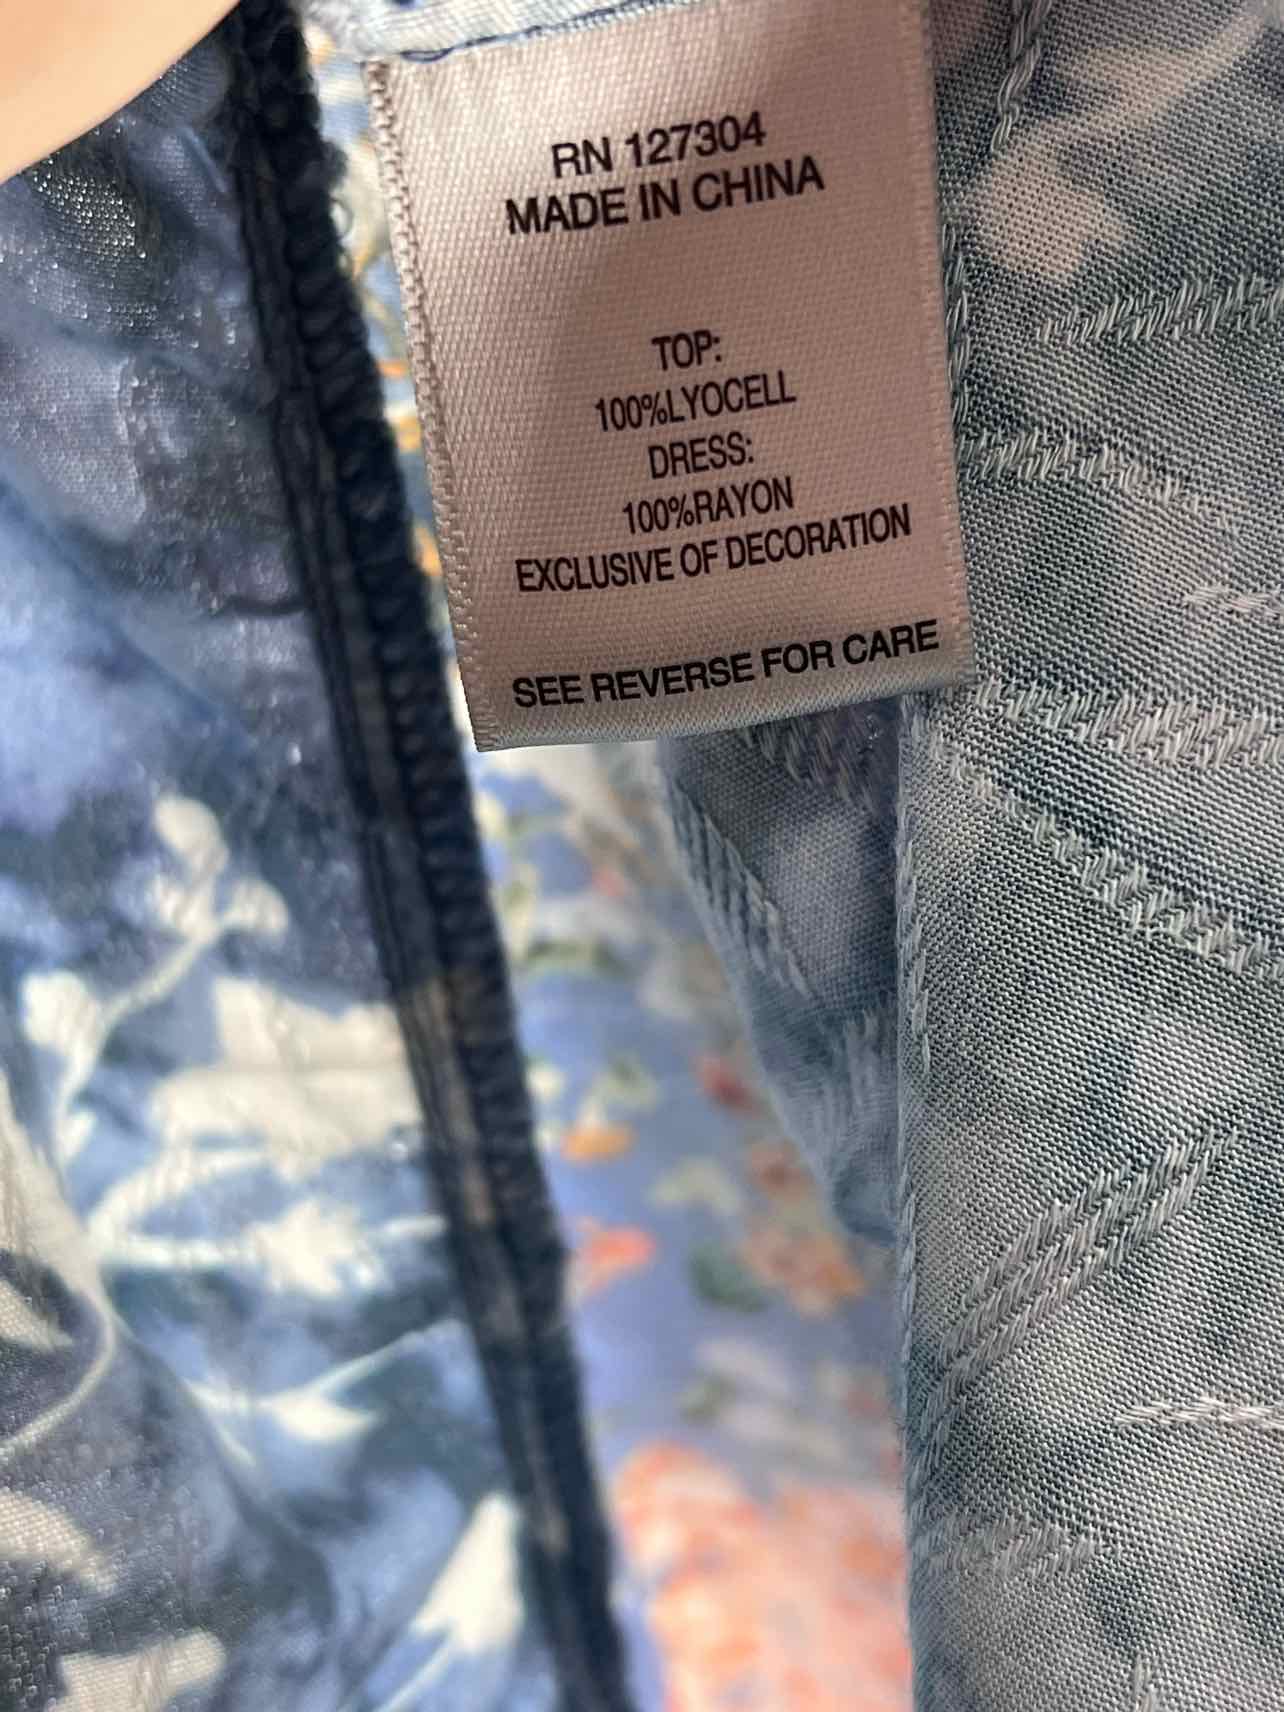 RN 127304
MADE IN CHINA
TOP:
100%LYOCELL
DRESS:
100%RAYON
EXCLUSIVE OF DECORATION
SEE REVERSE FOR CARE